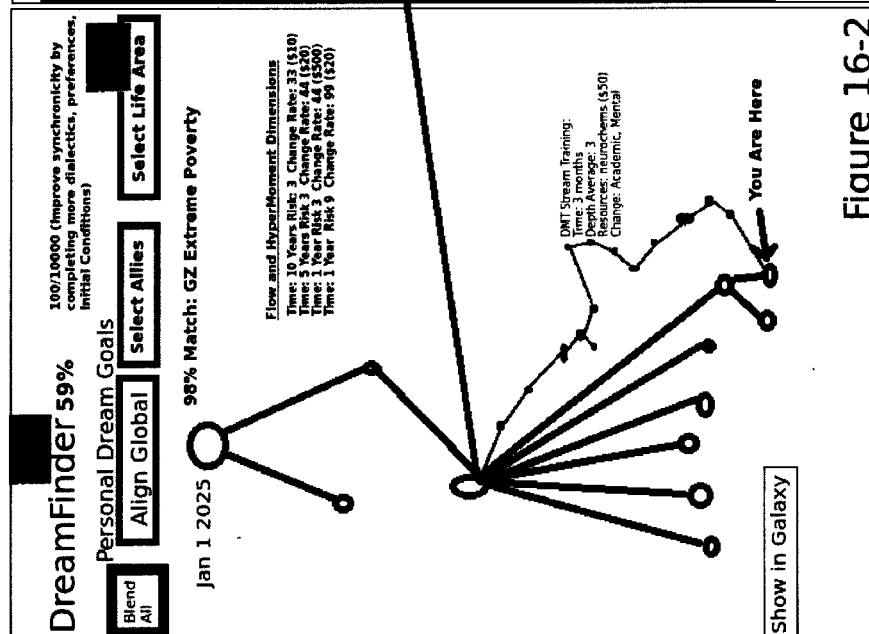 DreamFinder 59%
100/10000 (Improve synchronicity by
completing more dialectics, preferences,
Initial Conditions)
Personal Dream Goals
Blend
All
Align Global
Select Allies
Select Life Area
Jan 1 2025
98% Match: GZ Extreme Poverty
Flow and HyperMoment Dimensions
Time: 10 Years Risk: 3 Change Rate: 33 ($10)
Time: 5 Years Risk 3 Change Rate: 44 ($20)
Time: 1 Year Risk 3 Change Rate: 44 ($500)
Time: 1 Year Risk 9 Change Rate: 99 ($20)
DMT Stream Training:
Time: 3 months
Depth Average: 3
Resources: neurochems ($50)
Change: Academic, Mental
You Are Here
Show in Galaxy
Figure 16-2